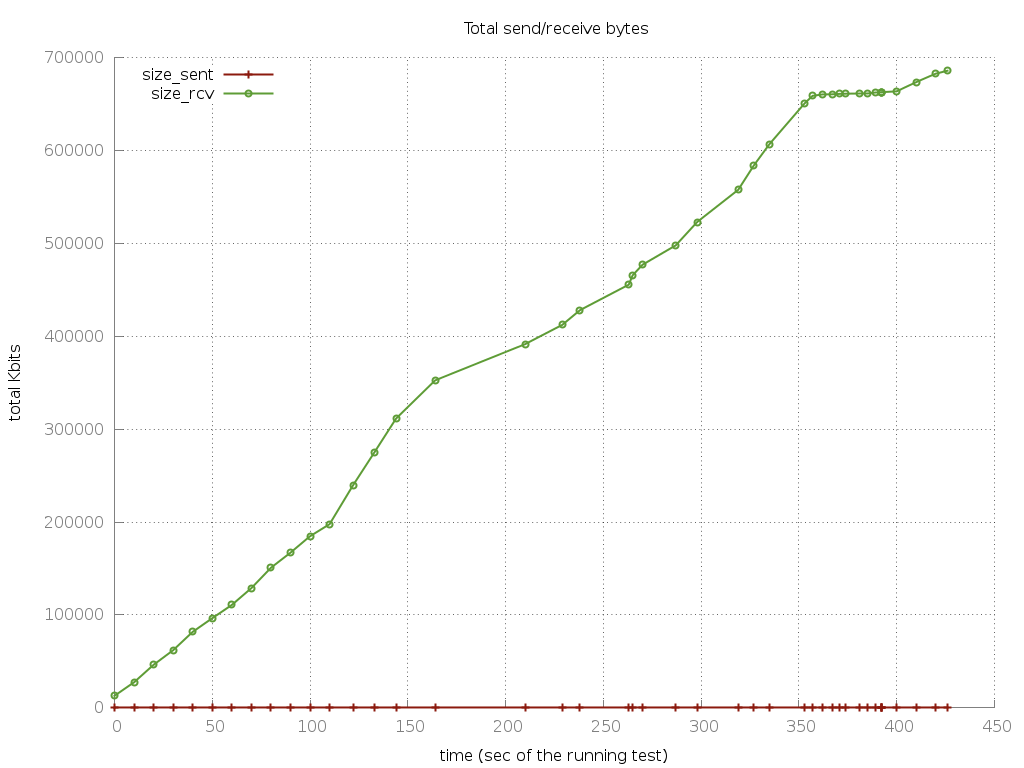 Total send/receive bytes
700000
600000
500000
400000
300000
200000
100000
0
size_sent
size_rcv
total Kbits
0 50 100 150 200 250 300 350 400 450
time (sec of the running test)